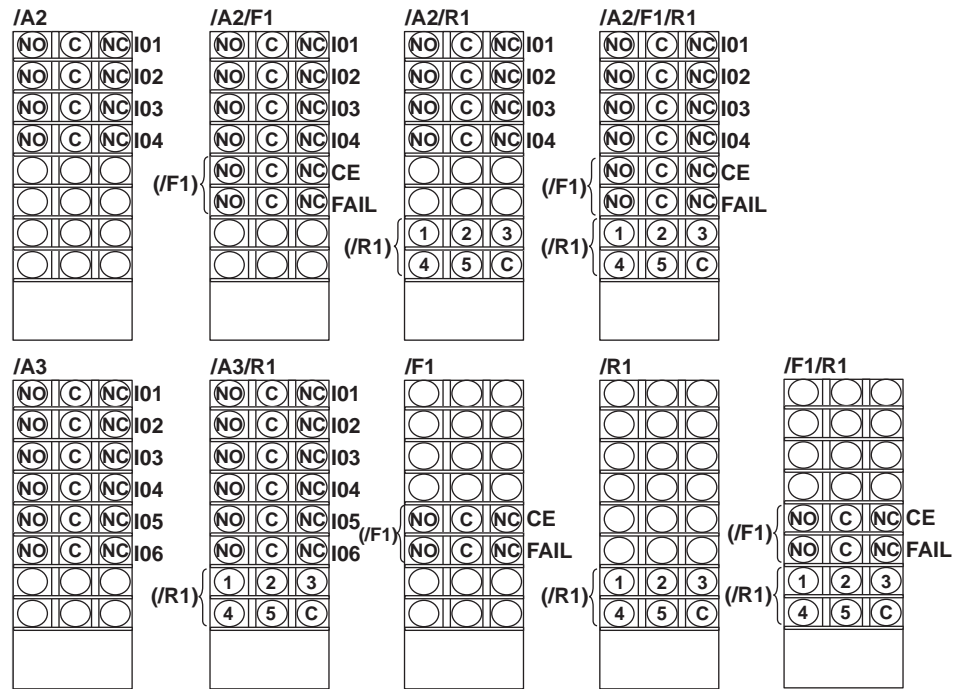 /A2 /A2/F1 /A2/R1 /A2/F1/R1
NO C NC I01 NO C NC I01 NO C NC I01 NO C NC I01
NO C NC I02 NO C NC I02 NO C NC I02 NO C NC I02
NO C NC I03 NO C NC I03 NO C NC I03 NO C NC I03
NO C NC I04 NO C NC I04 NO C NC I04 NO C NC I04
(/F1) NO C NC CE (/F1) NO C NC CE
NO C NC FAIL NO C NC FAIL
(/R1) 1 2 3 (/R1) 1 2 3
4 5 C 4 5 C
/A3 /A3/R1 /F1 /R1 /F1/R1
NO C NC I01 NO C NC I01
NO C NC I02 NO C NC I02
NO C NC I03 NO C NC I03
NO C NC I04 NO C NC I04
NO C NC I05 NO C NC I05 (/F1) NO C NC CE (/F1) NO C NC CE
NO C NC I06 NO C NC I06 NO C NC FAIL NO C NC FAIL
(/R1) 1 2 3 (/R1) 1 2 3 (/R1) 1 2 3
4 5 C 4 5 C 4 5 C